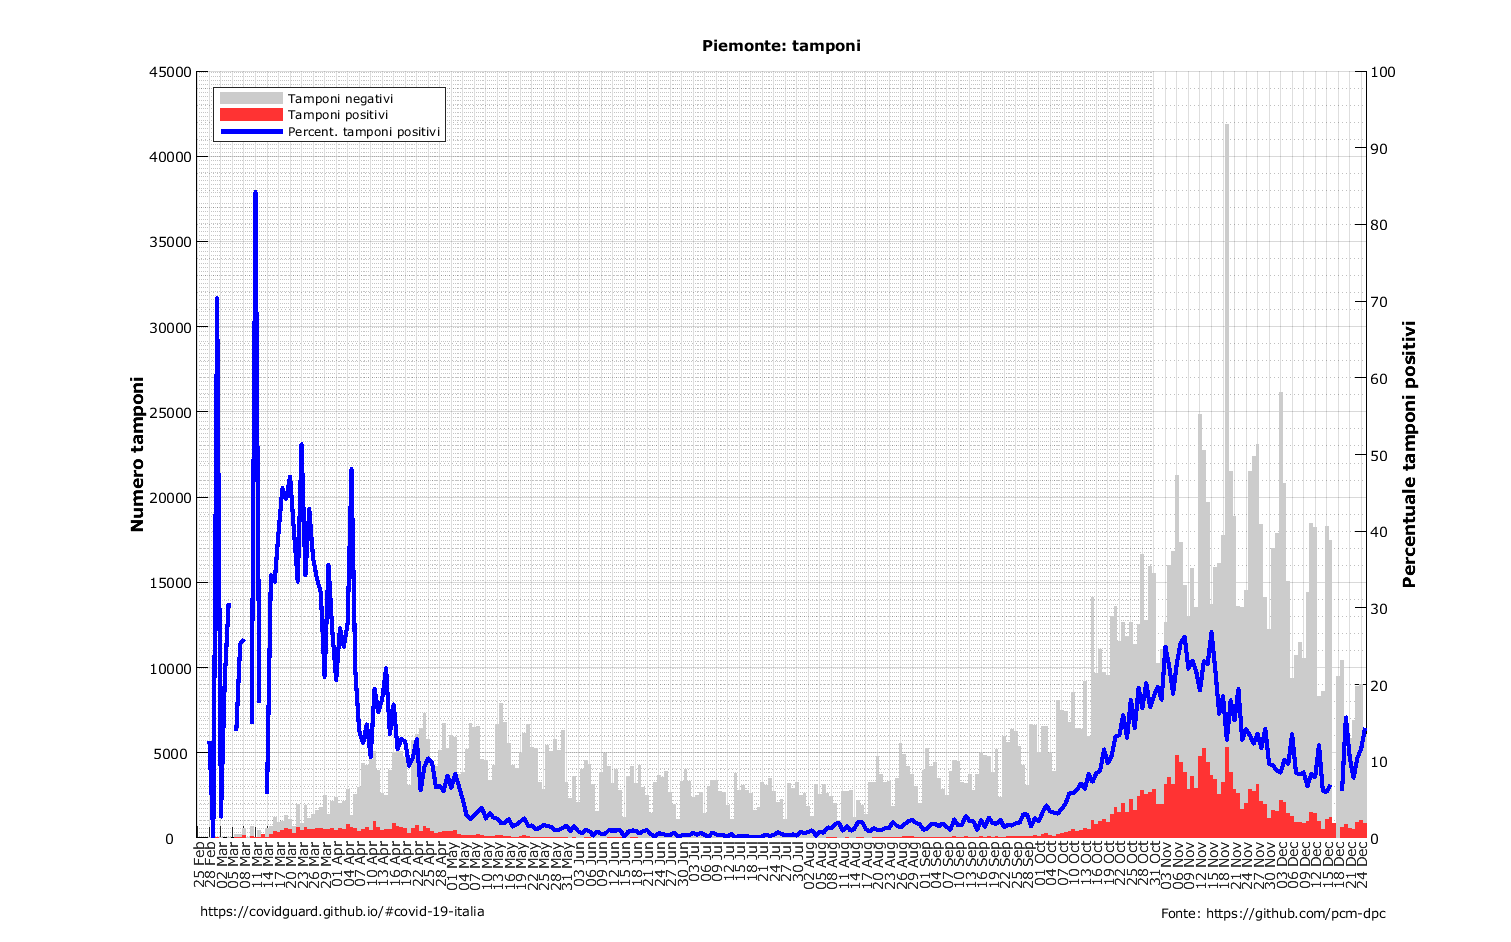 Piemonte: tamponi
Tamponi negativi
Tamponi positivi
Percent. tamponi positivi
Numero tamponi
45000
40000
35000
30000
25000
20000
15000
10000
5000
0
Percentuale tamponi positivi
100
90
80
70
60
50
40
30
20
10
0
25 Feb
28 Feb
02 Mar
05 Mar
08 Mar
11 Mar
14 Mar
17 Mar
20 Mar
23 Mar
26 Mar
29 Mar
01 Apr
04 Apr
07 Apr
10 Apr
13 Apr
16 Apr
19 Apr
22 Apr
25 Apr
28 Apr
01 May
04 May
07 May
10 May
13 May
16 May
19 May
22 May
25 May
28 May
31 May
03 Jun
06 Jun
09 Jun
12 Jun
15 Jun
18 Jun
21 Jun
24 Jun
27 Jun
30 Jun
03 Jul
06 Jul
09 Jul
12 Jul
15 Jul
18 Jul
21 Jul
24 Jul
27 Jul
30 Jul
02 Aug
05 Aug
08 Aug
11 Aug
14 Aug
17 Aug
20 Aug
23 Aug
26 Aug
29 Aug
01 Sep
04 Sep
07 Sep
10 Sep
13 Sep
16 Sep
19 Sep
22 Sep
25 Sep
28 Sep
01 Oct
04 Oct
07 Oct
10 Oct
13 Oct
16 Oct
19 Oct
22 Oct
25 Oct
28 Oct
31 Oct
03 Nov
06 Nov
09 Nov
12 Nov
15 Nov
18 Nov
21 Nov
24 Nov
27 Nov
30 Nov
03 Dec
06 Dec
09 Dec
12 Dec
15 Dec
18 Dec
21 Dec
24 Dec
https://covidguard.github.io/#covid-19-italia
Fonte: https://github.com/pcm-dpc